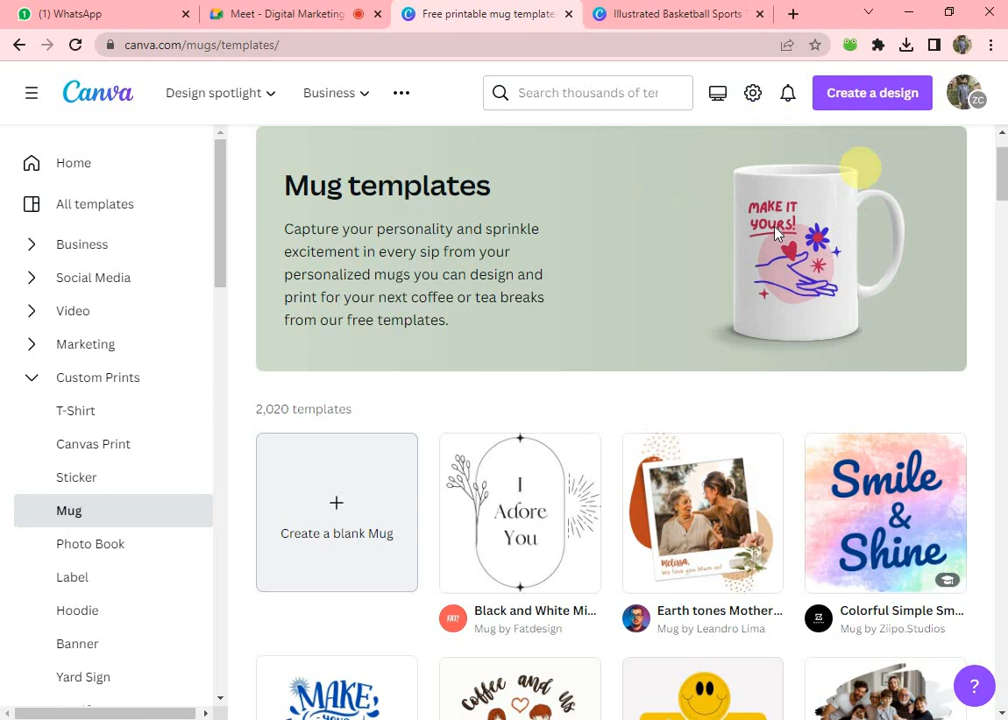 1 WhatsApp
Meet - Digital Marketing
Free printable mug template
Illustrated Basketball Sports
canva.com/mugs/templates/
Canva
Design spotlight
Business
Search thousands of ter
Create a design
ZC
Home
All templates
Business
Social Media
Video
Marketing
Custom Prints
T-Shirt
Canvas Print
Sticker
Mug
Photo Book
Label
Hoodie
Banner
Yard Sign
Mug templates
Capture your personality and sprinkle
excitement in every sip from your
personalized mugs you can design and
print for your next coffee or tea breaks
from our free templates.
MAKE IT
YOURS!
2,020 templates
Create a blank Mug
I
Adore
You
Melissa,
We love you Mum xx!
Smile
&
Shine
FAT!
Black and White Mi...
Mug by Fatdesign
Earth tones Mother...
Mug by Leandro Lima
Colorful Simple Sm...
Mug by Ziipo.Studios
MAKE
Coffee and us
?